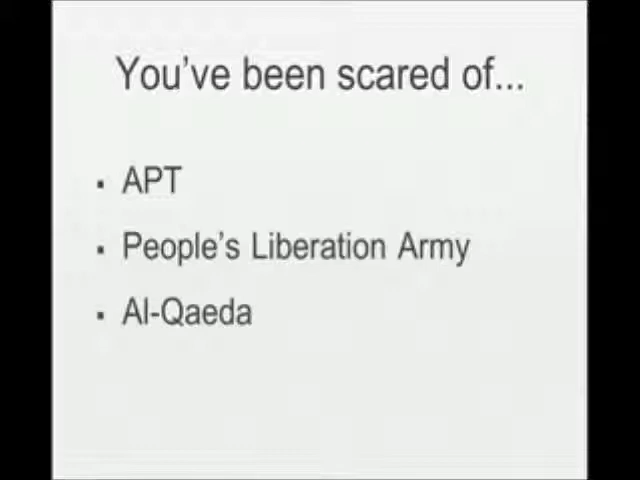 You've been scared of...
▪ APT
▪ People's Liberation Army
▪ Al-Qaeda